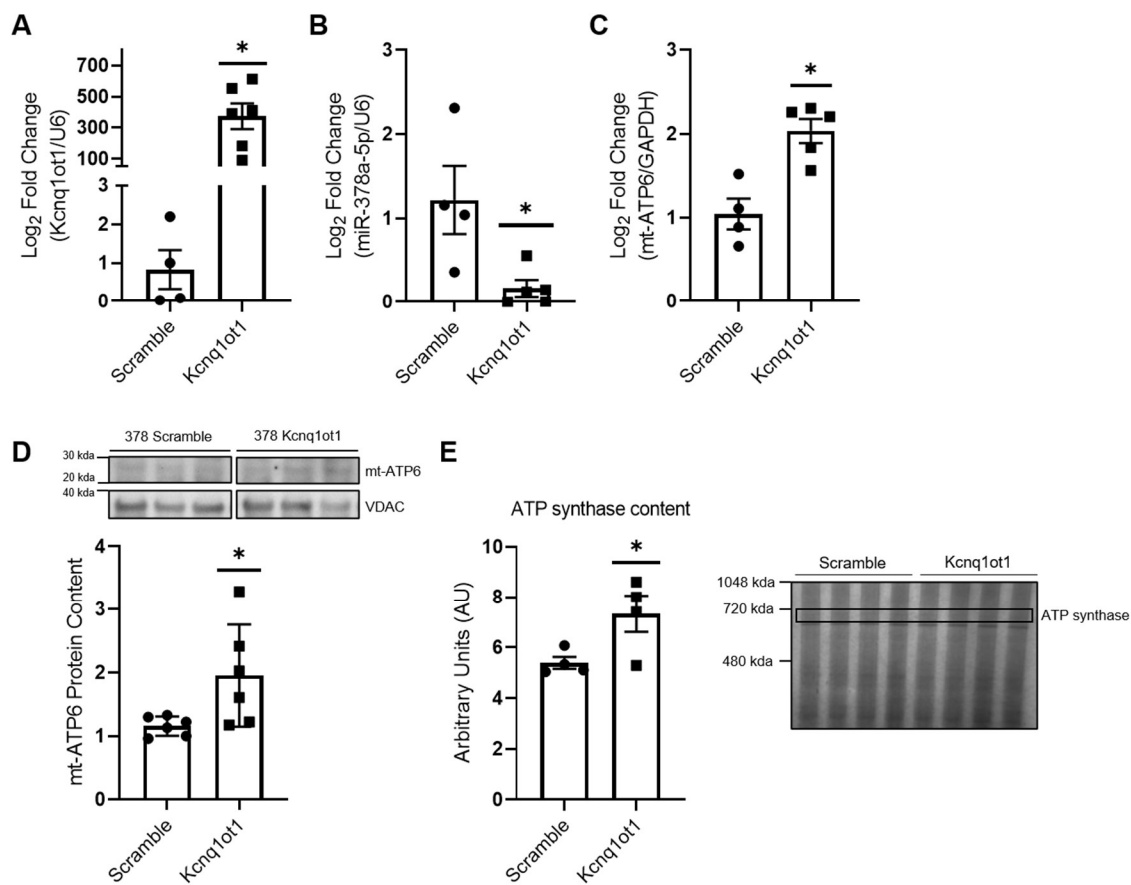 A
Log2 Fold Change
(Kcnq1ot1/U6)
700
500
300
100
3
2
1
0
*
Scramble
Kcnq1ot1
B
Log2 Fold Change
(miR-378a-5p/U6)
3
2
1
0
*
Scramble
Kcnq1ot1
C
Log2 Fold Change
(mt-ATP6/GAPDH)
3
2
1
0
*
Scramble
Kcnq1ot1
D
378 Scramble
378 Kcnq1ot1
30 kda
20 kda
40 kda
mt-ATP6
VDAC
mt-ATP6 Protein Content
4
3
2
1
0
*
Scramble
Kcnq1ot1
E
ATP synthase content
Arbitrary Units (AU)
10
8
6
4
2
0
*
Scramble
Kcnq1ot1
Scramble
Kcnq1ot1
1048 kda
720 kda
480 kda
ATP synthase